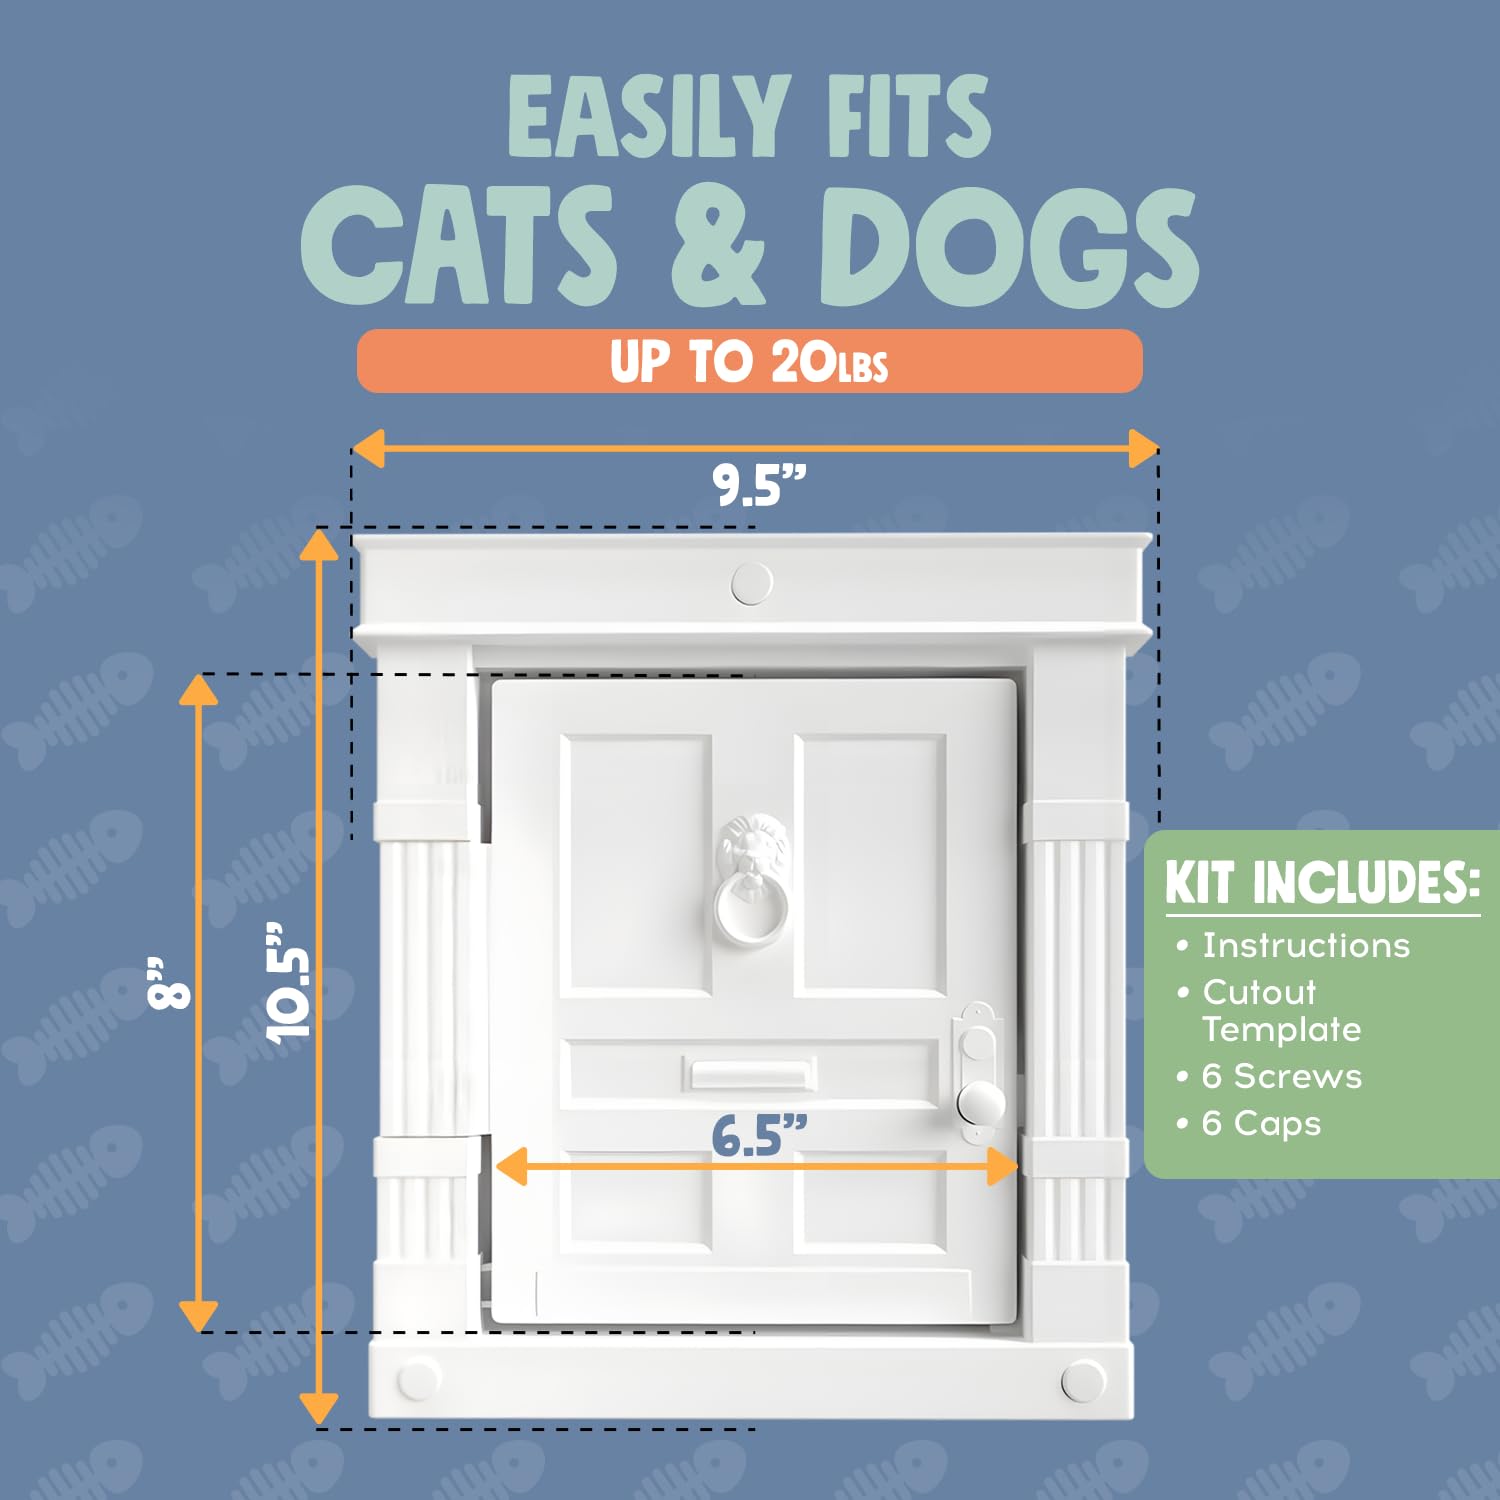 EASILY FITS
CATS & DOGS
UP TO 20LBS
9.5”
8”
10.5”
6.5”
KIT INCLUDES:
• Instructions
• Cutout
Template
• 6 Screws
• 6 Caps